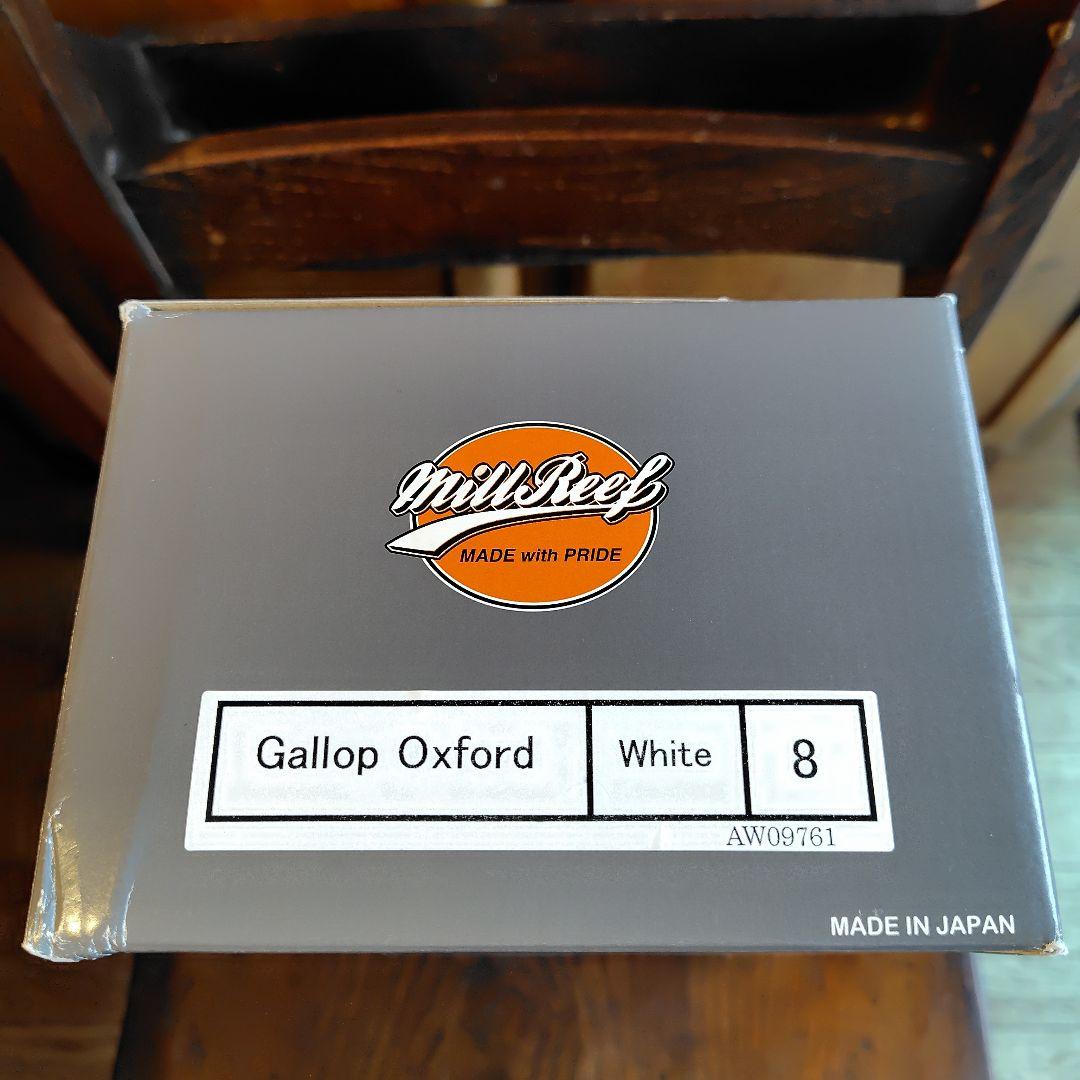 Mill Reef
MADE with PRIDE
Gallop Oxford White 8
AW09761
MADE IN JAPAN